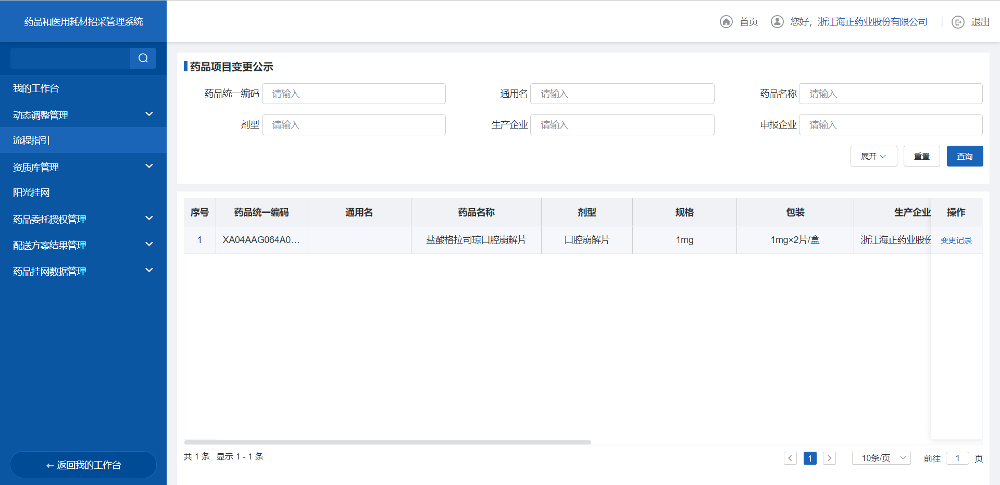 药品和医用耗材招采管理系统
首页 您好，浙江海正药业股份有限公司 退出
我的工作台
动态调整管理
流程指引
资质库管理
阳光挂网
药品委托授权管理
配送方案结果管理
药品挂网数据管理
←返回我的工作台
药品项目变更公示
药品统一编码 请输入 通用名 请输入 药品名称 请输入
剂型 请输入 生产企业 请输入 申报企业 请输入
展开 重置 查询
序号 药品统一编码 通用名 药品名称 剂型 规格 包装 生产企业 操作
1 XA04AAG064A0... 盐酸格拉司琼口腔崩解片 口腔崩解片 1mg 1mg×2片/盒 浙江海正药业股份 变更记录
共 1 条 显示 1 - 1 条 1 10条/页 前往 1 页